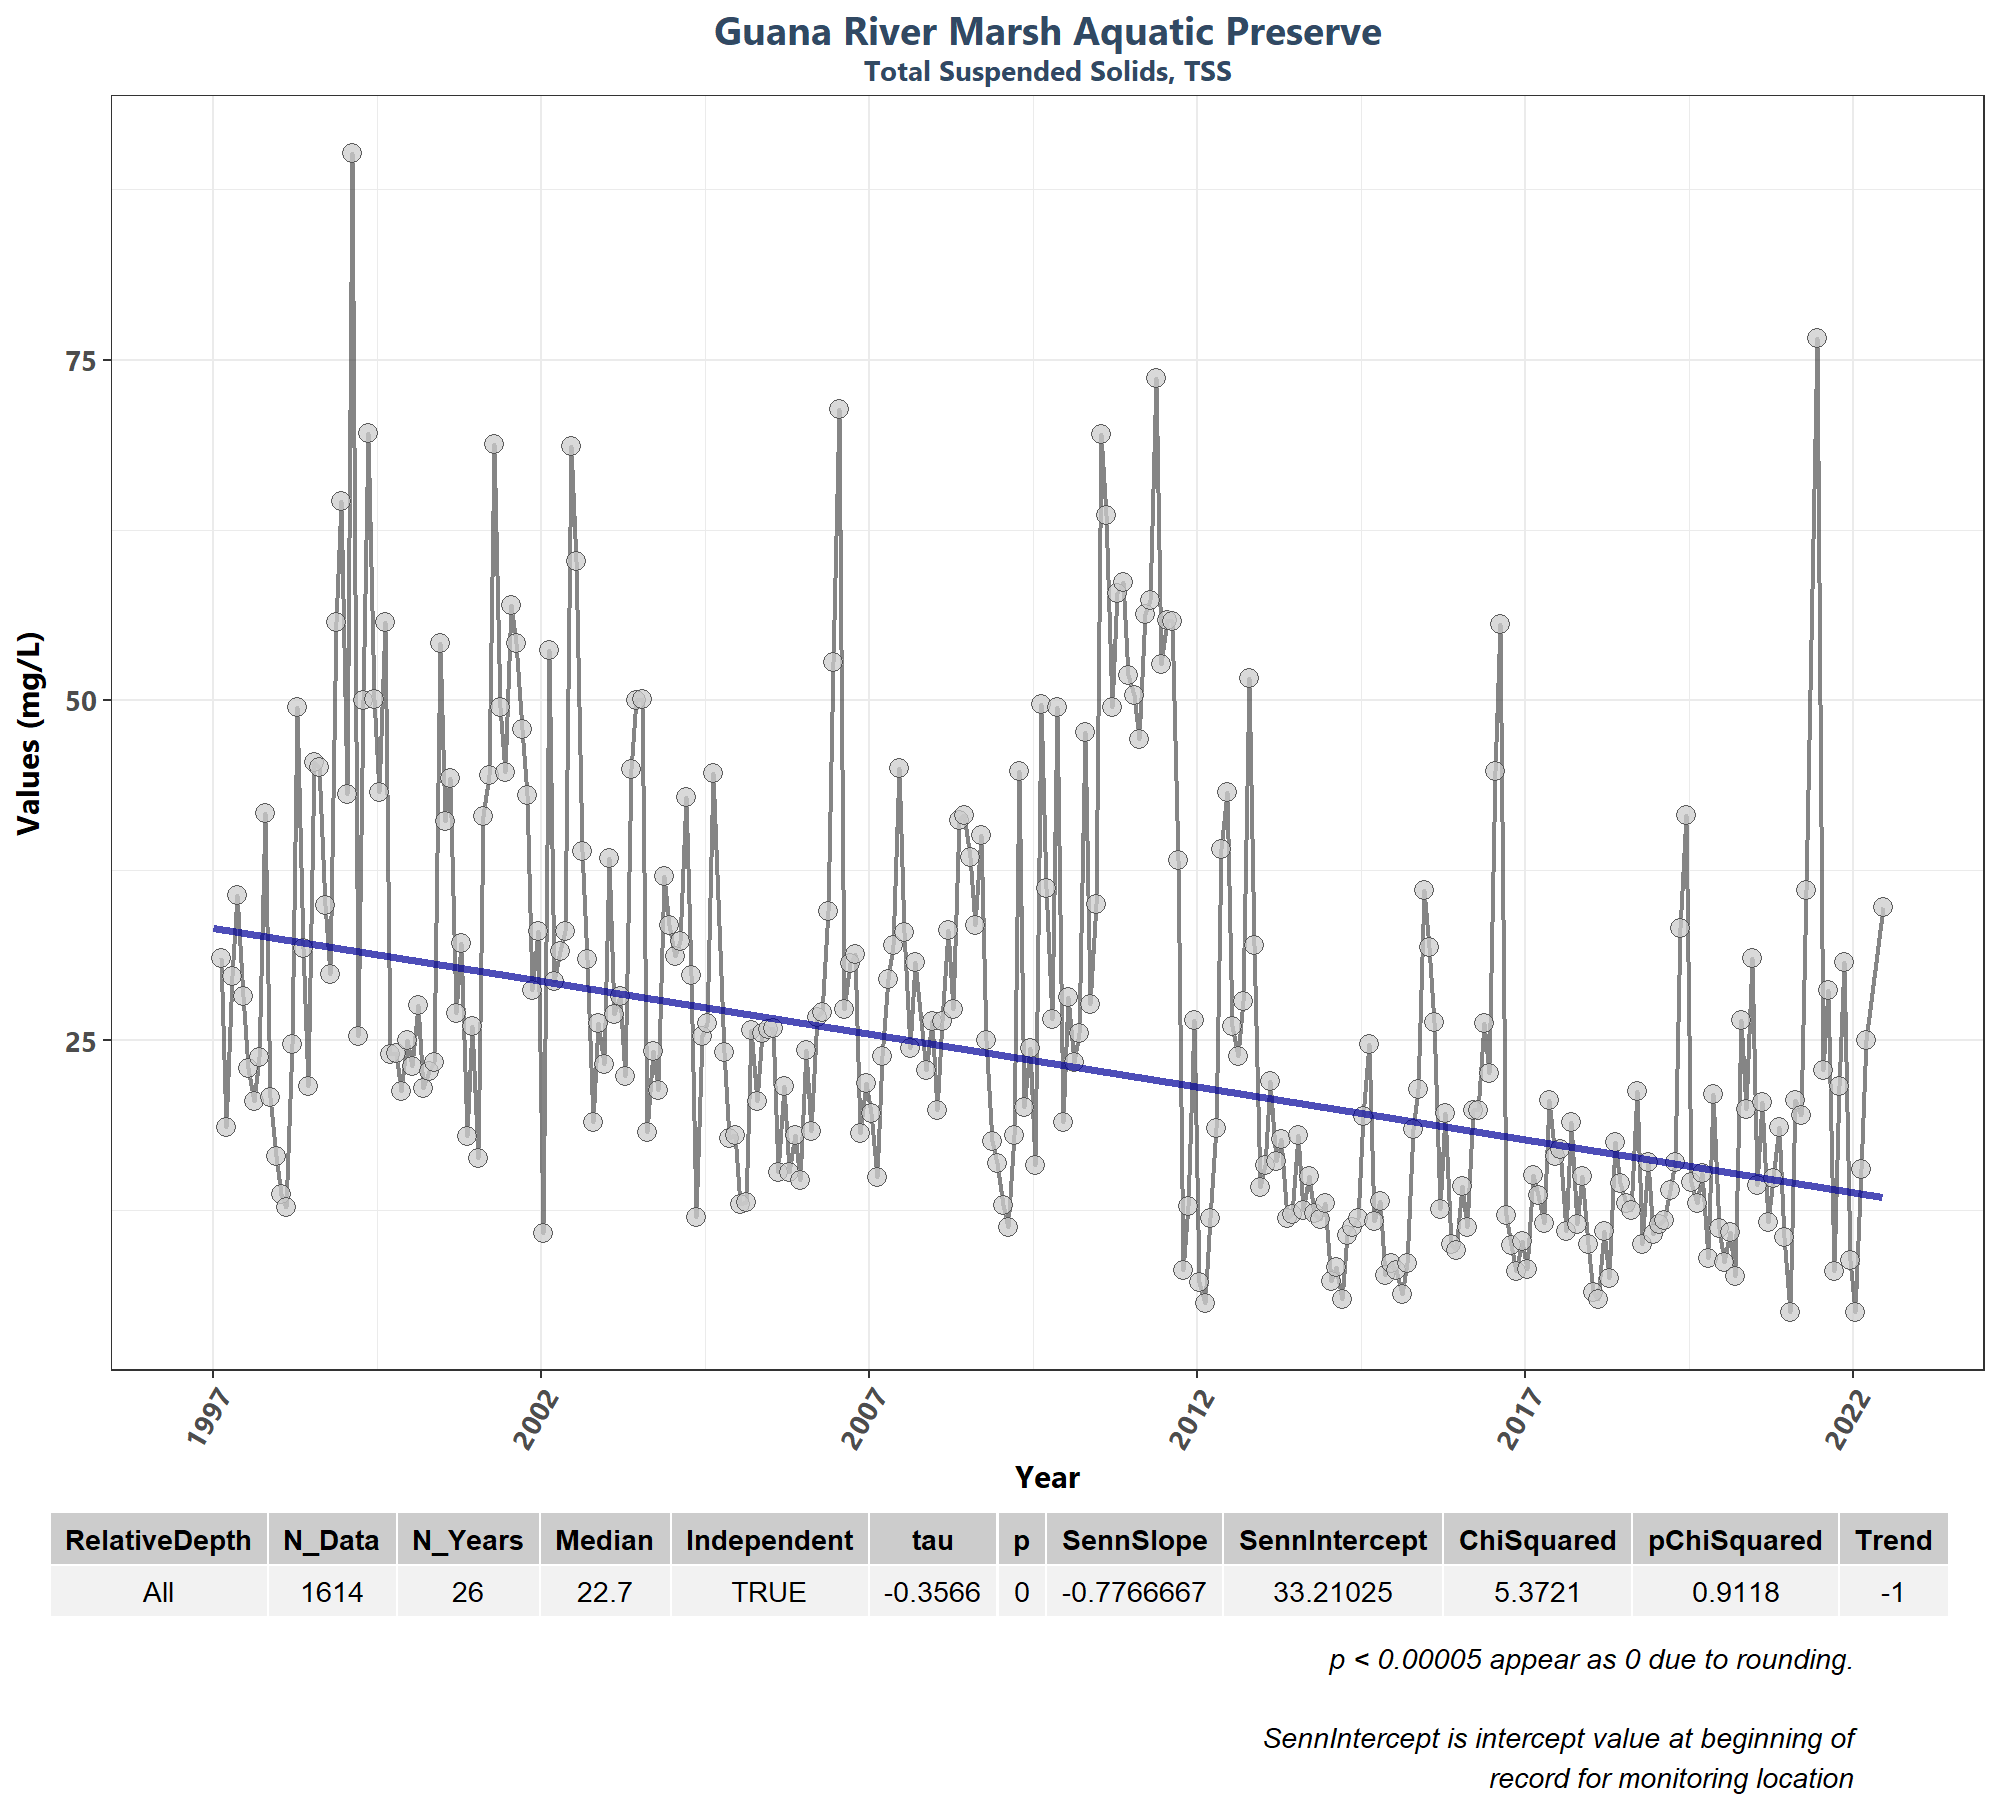 Guana River Marsh Aquatic Preserve
Total Suspended Solids, TSS
Values (mg/L)
75
50
25
1997 2002 2007 2012 2017 2022
Year
RelativeDepth N_Data N_Years Median Independent tau p SennSlope SennIntercept ChiSquared pChiSquared Trend
All 1614 26 22.7 TRUE -0.3566 0 -0.7766667 33.21025 5.3721 0.9118 -1
p < 0.00005 appear as 0 due to rounding.
SennIntercept is intercept value at beginning of
record for monitoring location